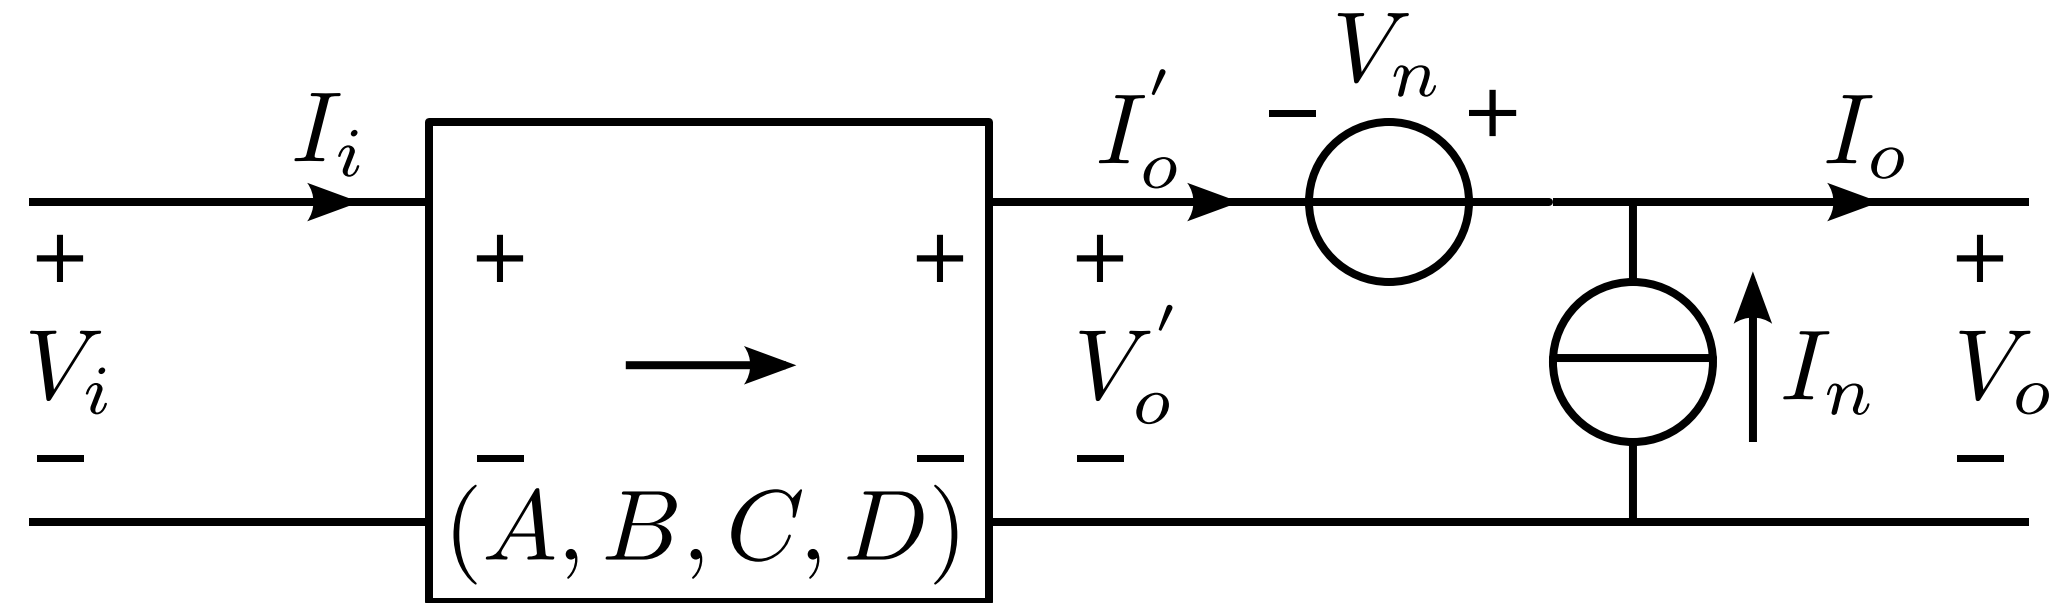 V_n
I_i
− +
I_o'
I_o
+ + + + +
V_i V_o' I_n V_o
− − − − −
(A, B, C, D)